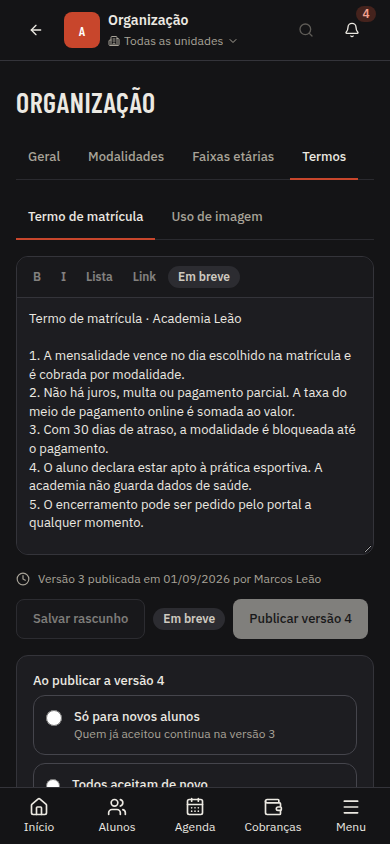 A
Organização
Todas as unidades
4
ORGANIZAÇÃO
Geral Modalidades Faixas etárias Termos
Termo de matrícula Uso de imagem
B I Lista Link Em breve
Termo de matrícula · Academia Leão
1. A mensalidade vence no dia escolhido na matrícula e
é cobrada por modalidade.
2. Não há juros, multa ou pagamento parcial. A taxa do
meio de pagamento online é somada ao valor.
3. Com 30 dias de atraso, a modalidade é bloqueada até
o pagamento.
4. O aluno declara estar apto à prática esportiva. A
academia não guarda dados de saúde.
5. O encerramento pode ser pedido pelo portal a
qualquer momento.
Versão 3 publicada em 01/09/2026 por Marcos Leão
Salvar rascunho Em breve Publicar versão 4
Ao publicar a versão 4
Só para novos alunos
Quem já aceitou continua na versão 3
Todos aceitam de novo
Início Alunos Agenda Cobranças Menu